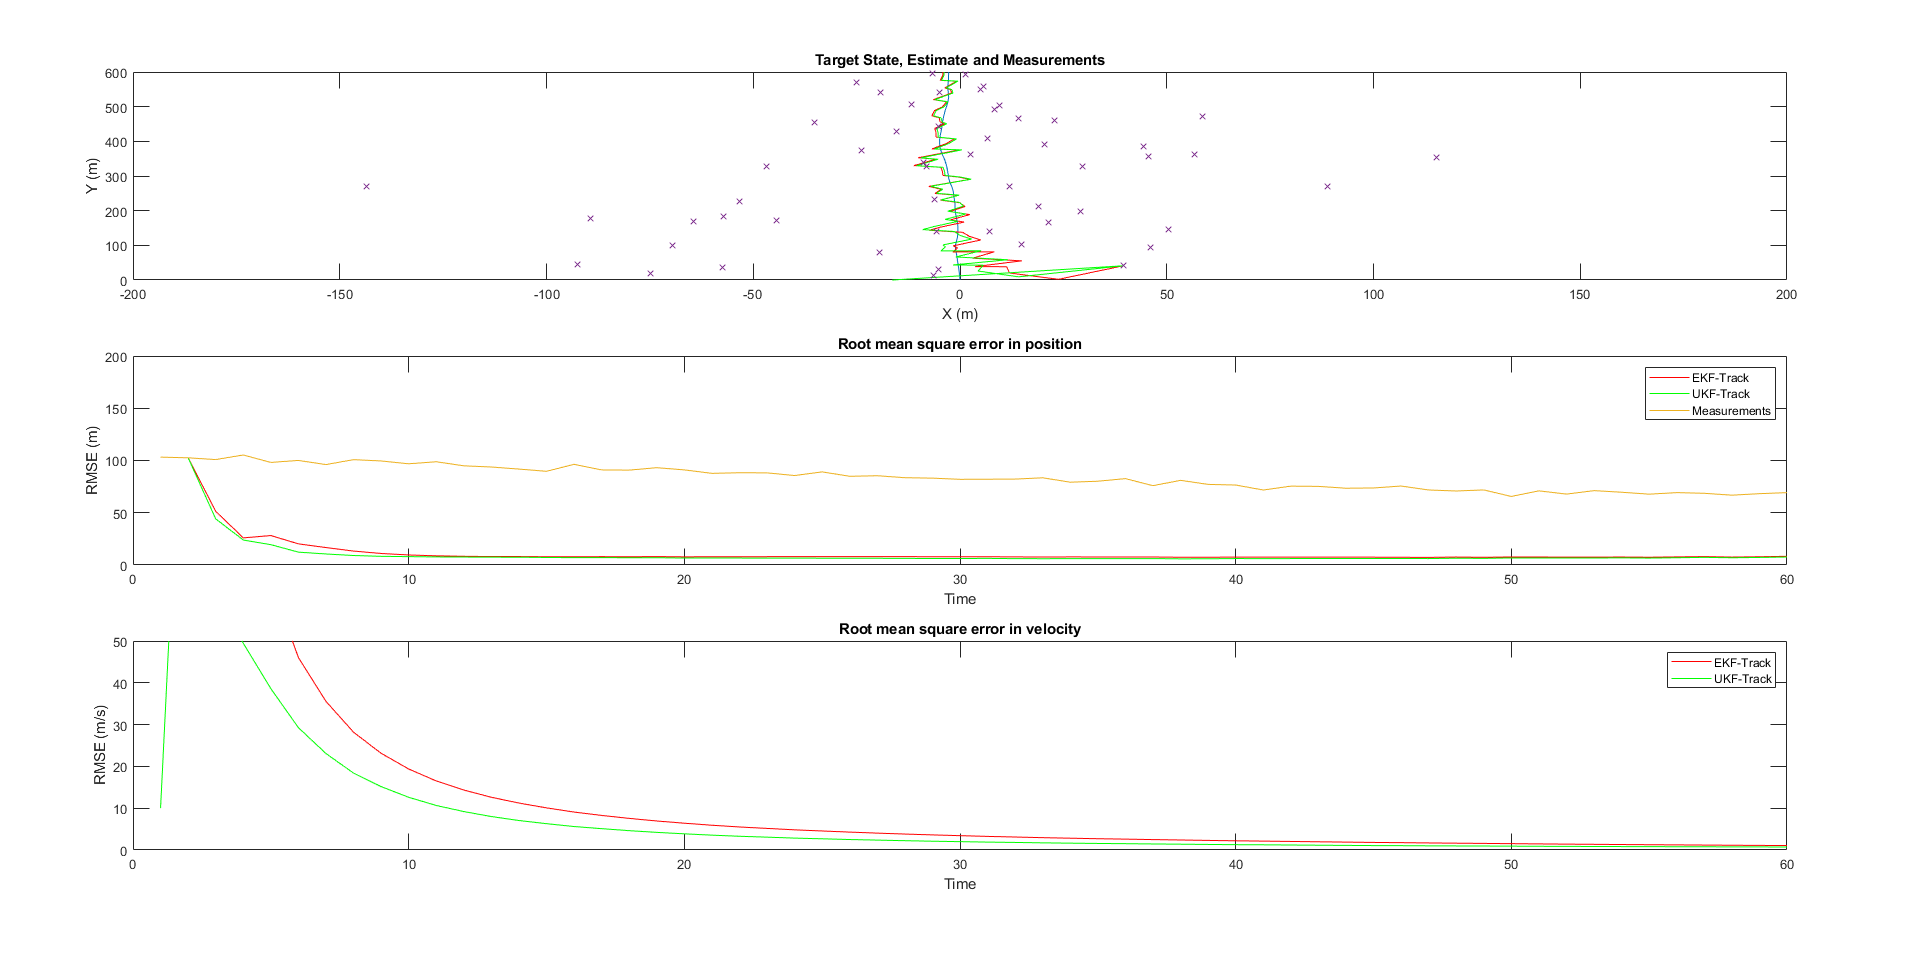 Target State, Estimate and Measurements
600
500
400
300
200
100
0
Y (m)
-200 -150 -100 -50 0 50 100 150 200
X (m)
Root mean square error in position
200
150
100
50
0
RMSE (m)
EKF-Track
UKF-Track
Measurements
0 10 20 30 40 50 60
Time
Root mean square error in velocity
50
40
30
20
10
0
RMSE (m/s)
EKF-Track
UKF-Track
0 10 20 30 40 50 60
Time